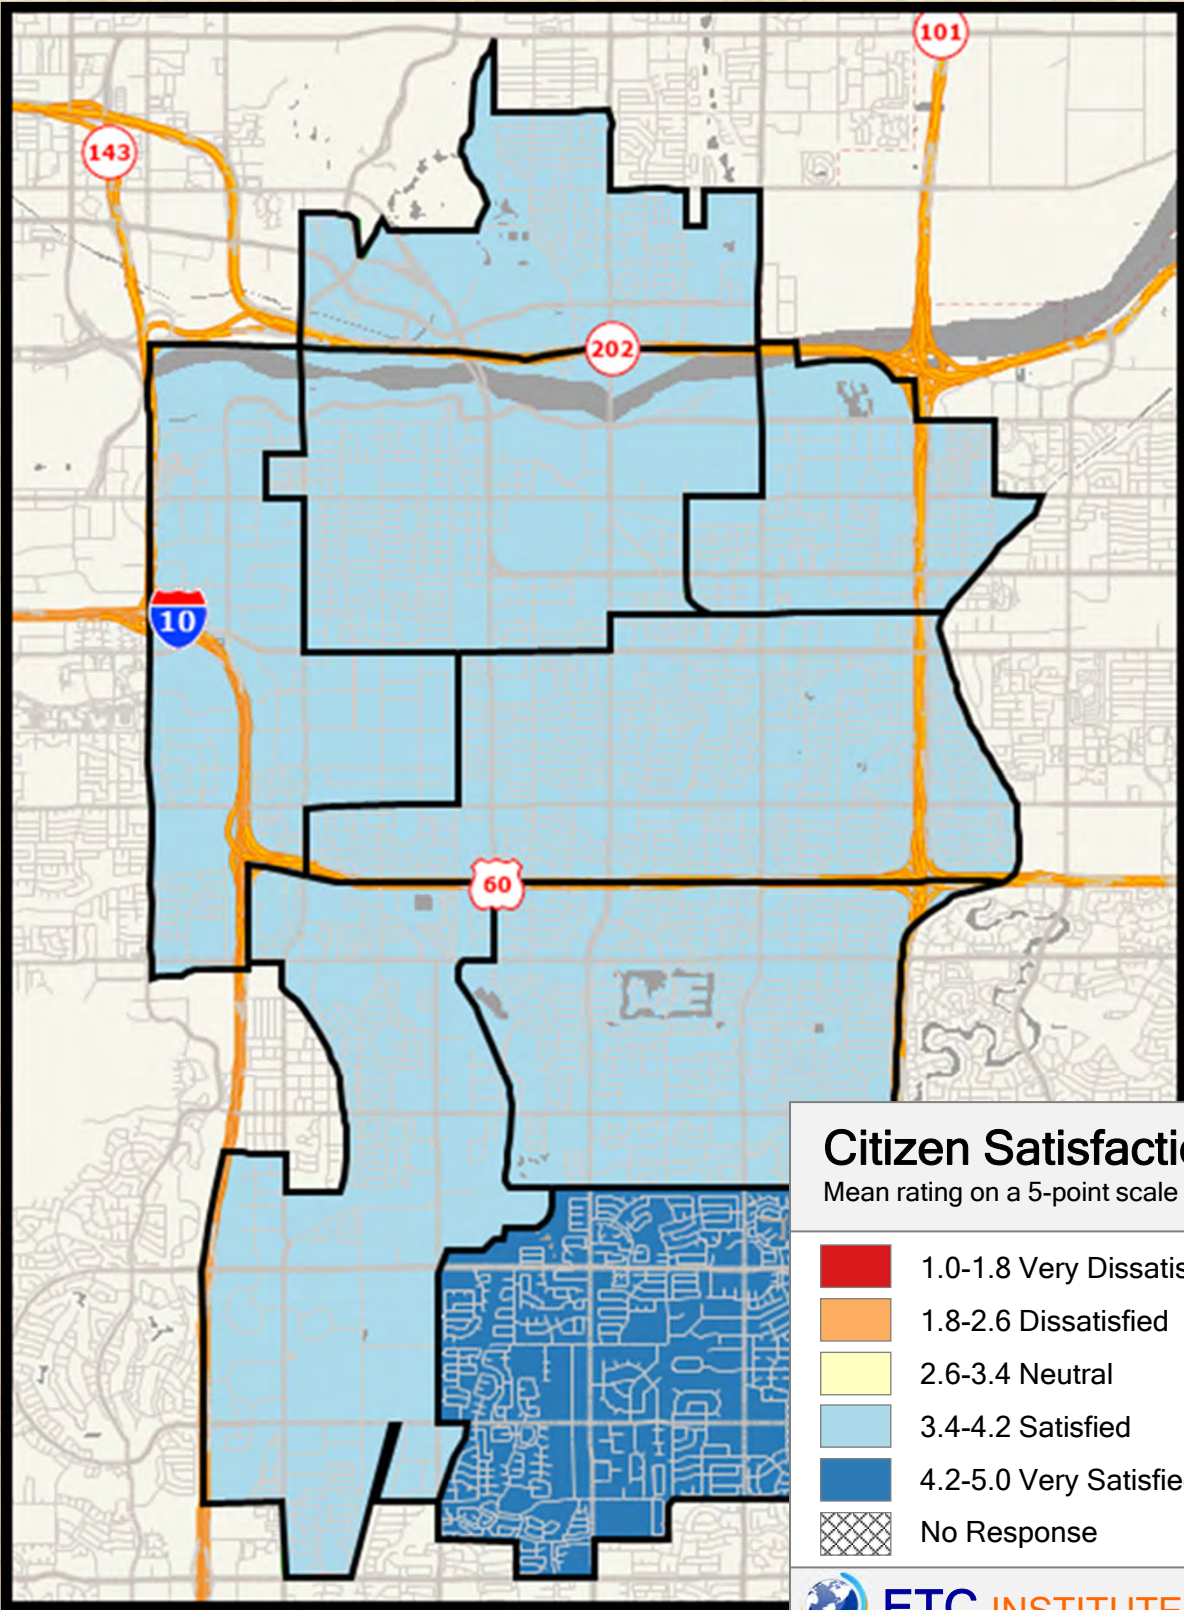 101
143
202
10
60
Citizen Satisfactio
Mean rating on a 5-point scale
1.0-1.8 Very Dissatis
1.8-2.6 Dissatisfied
2.6-3.4 Neutral
3.4-4.2 Satisfied
4.2-5.0 Very Satisfie
No Response
ETC INSTITUTE